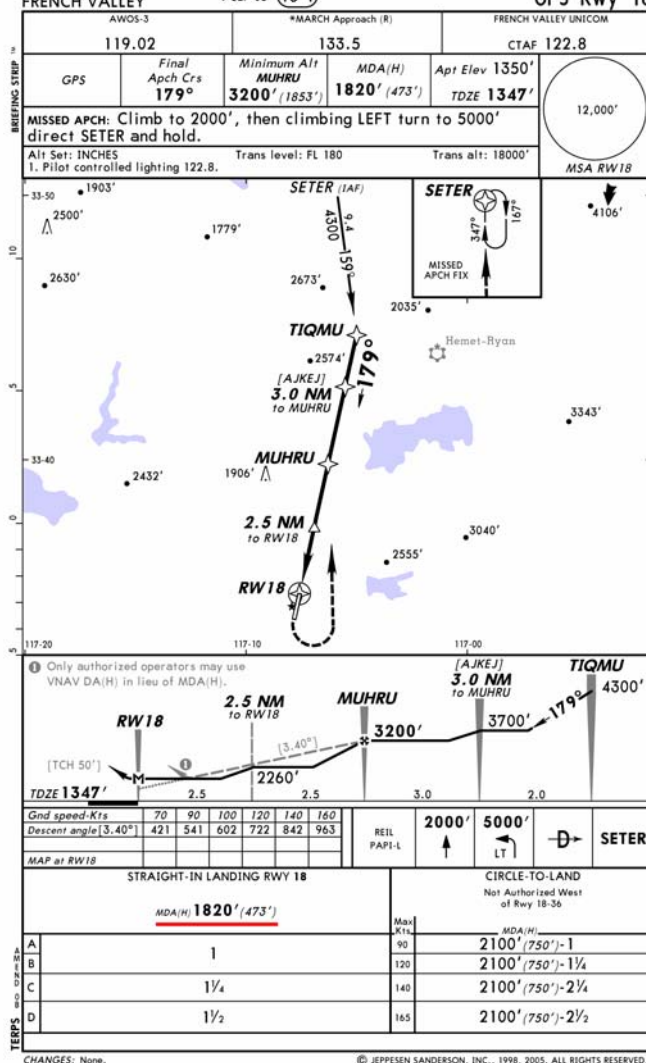 FRENCH VALLEY
GPS Rwy 18
AWOS-3
*MARCH Approach (R)
FRENCH VALLEY UNICOM
119.02
133.5
CTAF 122.8
BRIEFING STRIP ™
GPS
Final
Apch Crs
179°
Minimum Alt
MUHRU
3200' (1853')
MDA(H)
1820' (473')
Apt Elev 1350'
TDZE 1347'
MISSED APCH: Climb to 2000', then climbing LEFT turn to 5000'
direct SETER and hold.
12,000'
Alt Set: INCHES
Trans level: FL 180
Trans alt: 18000'
1. Pilot controlled lighting 122.8.
MSA RW18
1903'
33-50
2500'
SETER (IAF)
SETER
4106'
1779'
4300
9.4
159°
347°
167°
MISSED
APCH FIX
10
2630'
2673'
2035'
TIQMU
Hemet-Ryan
2574'
179°
[AJKEJ]
3.0 NM
to MUHRU
5
3343'
33-40
MUHRU
1906'
2432'
2.5 NM
to RW18
0
3040'
2555'
RW18
5
117-20
117-10
117-00
1 Only authorized operators may use
VNAV DA(H) in lieu of MDA(H).
[AJKEJ]
3.0 NM
to MUHRU
TIQMU
4300'
2.5 NM
to RW18
MUHRU
RW18
179°
3700'
3200'
[3.40°]
[TCH 50']
1
M
2260'
TDZE 1347'
2.5
2.5
3.0
2.0
Gnd speed-Kts 70 90 100 120 140 160
Descent angle [3.40°] 421 541 602 722 842 963
MAP at RW18
REIL
PAPI-L
2000'
5000'
LT
D
SETER
STRAIGHT-IN LANDING RWY 18
CIRCLE-TO-LAND
Not Authorized West
of Rwy 18-36
MDA(H) 1820' (473')
Max
Kts
MDA(H)
A
1
90
2100' (750')-1
B
120
2100' (750')-1¼
C
1¼
140
2100' (750')-2¼
D
1½
165
2100' (750')-2½
TERPS AMEND 08
CHANGES: None.
© JEPPESEN SANDERSON, INC., 1998, 2005. ALL RIGHTS RESERVED.